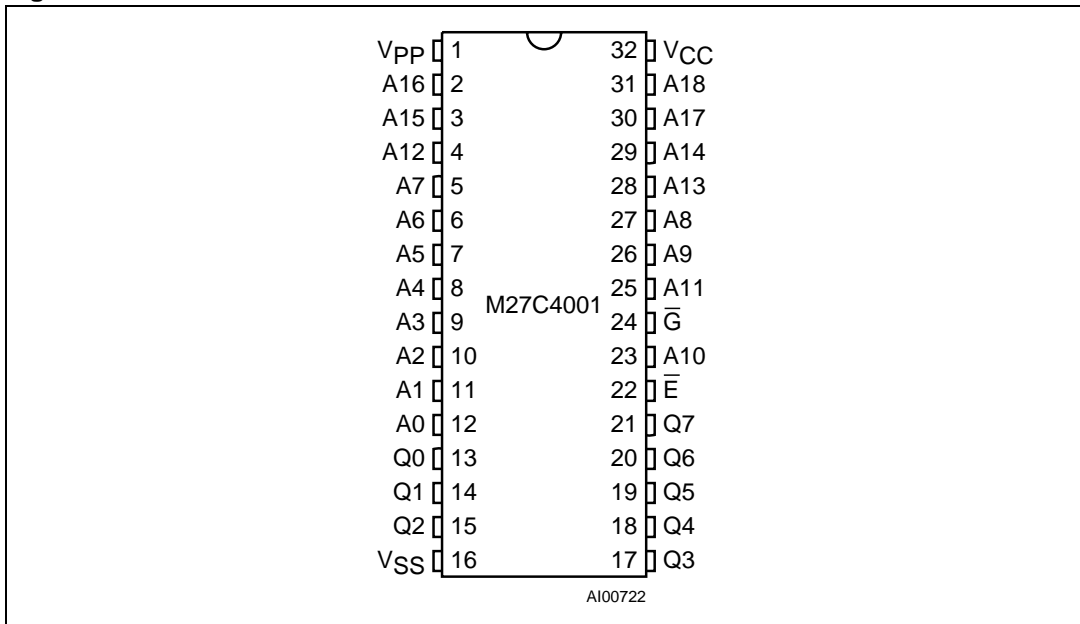 VPP 1 32 VCC
A16 2 31 A18
A15 3 30 A17
A12 4 29 A14
A7 5 28 A13
A6 6 27 A8
A5 7 26 A9
A4 8 25 A11
M27C4001
A3 9 24 G̅
A2 10 23 A10
A1 11 22 E̅
A0 12 21 Q7
Q0 13 20 Q6
Q1 14 19 Q5
Q2 15 18 Q4
VSS 16 17 Q3
AI00722